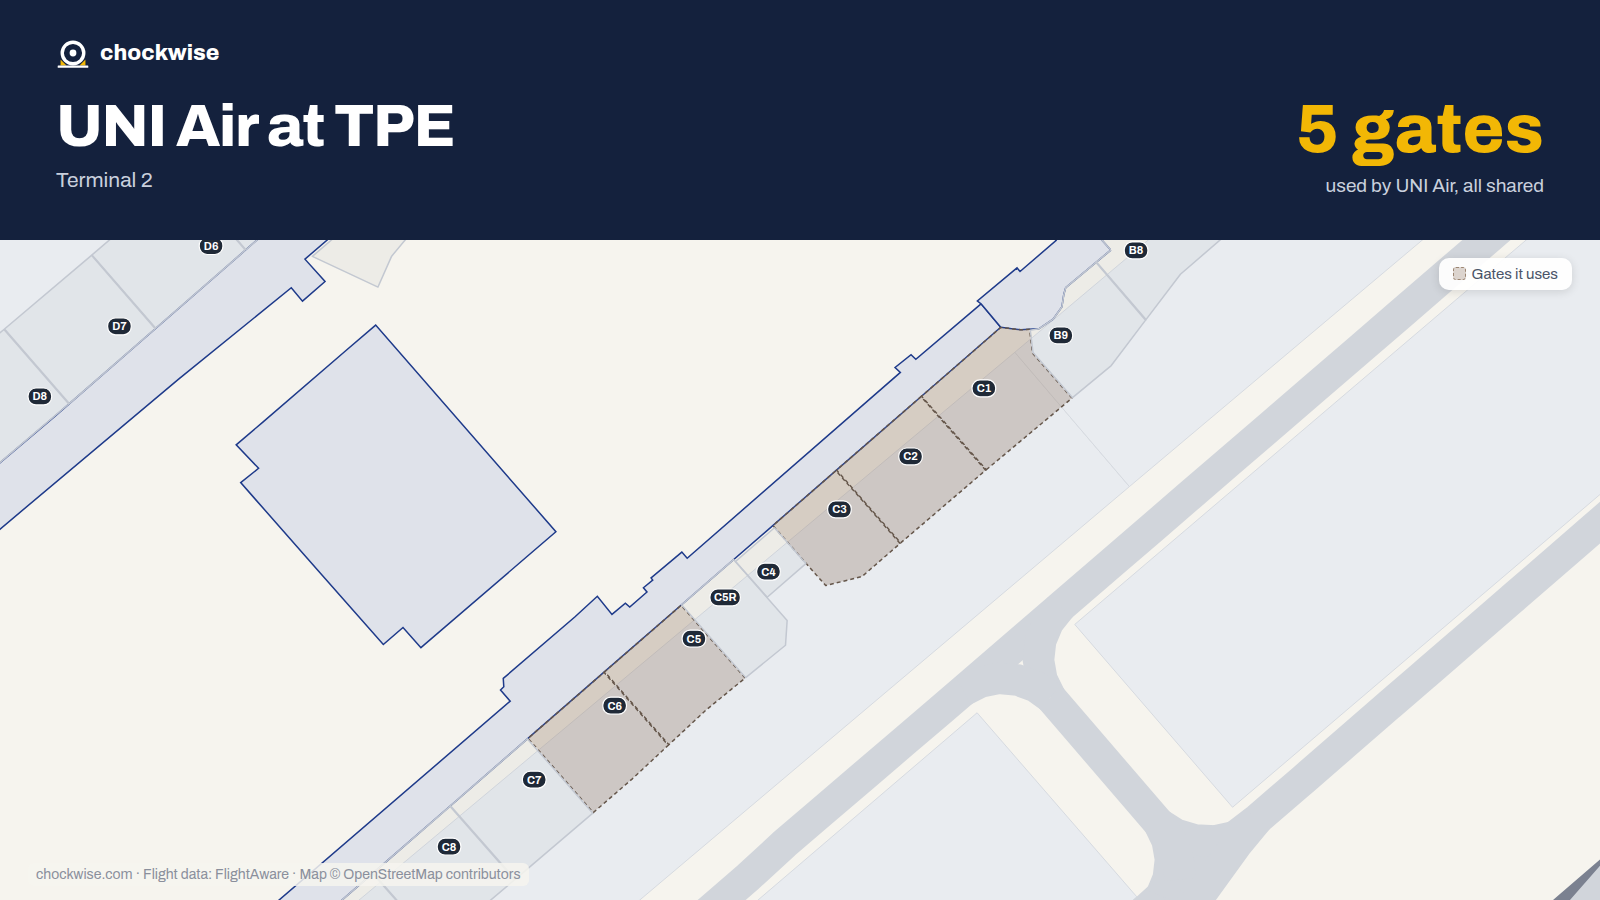 chockwise
UNI Air at TPE
Terminal 2
5 gates
used by UNI Air, all shared
Gates it uses
D6
B8
D7
B9
D8
C1
C2
C3
C4
C5R
C5
C6
C7
C8
chockwise.com · Flight data: FlightAware · Map © OpenStreetMap contributors